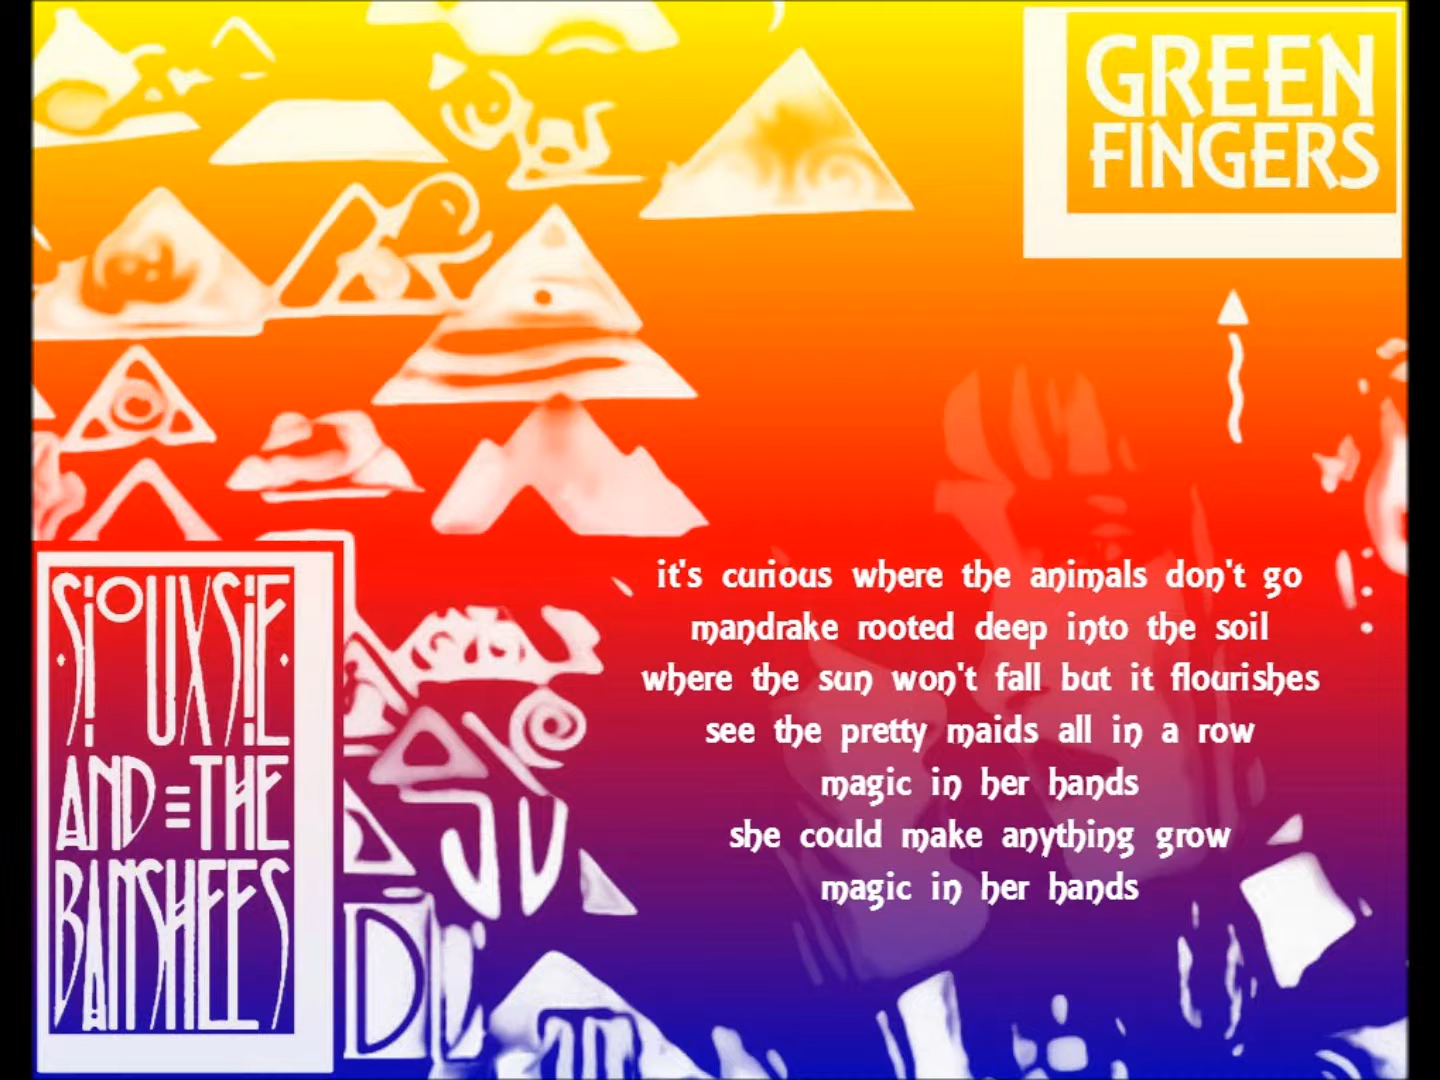 GREEN
FINGERS
it's curious where the animals don't go
mandrake rooted deep into the soil
where the sun won't fall but it flourishes
see the pretty maids all in a row
magic in her hands
she could make anything grow
magic in her hands
SIOUXSIE
AND THE
BANSHEES